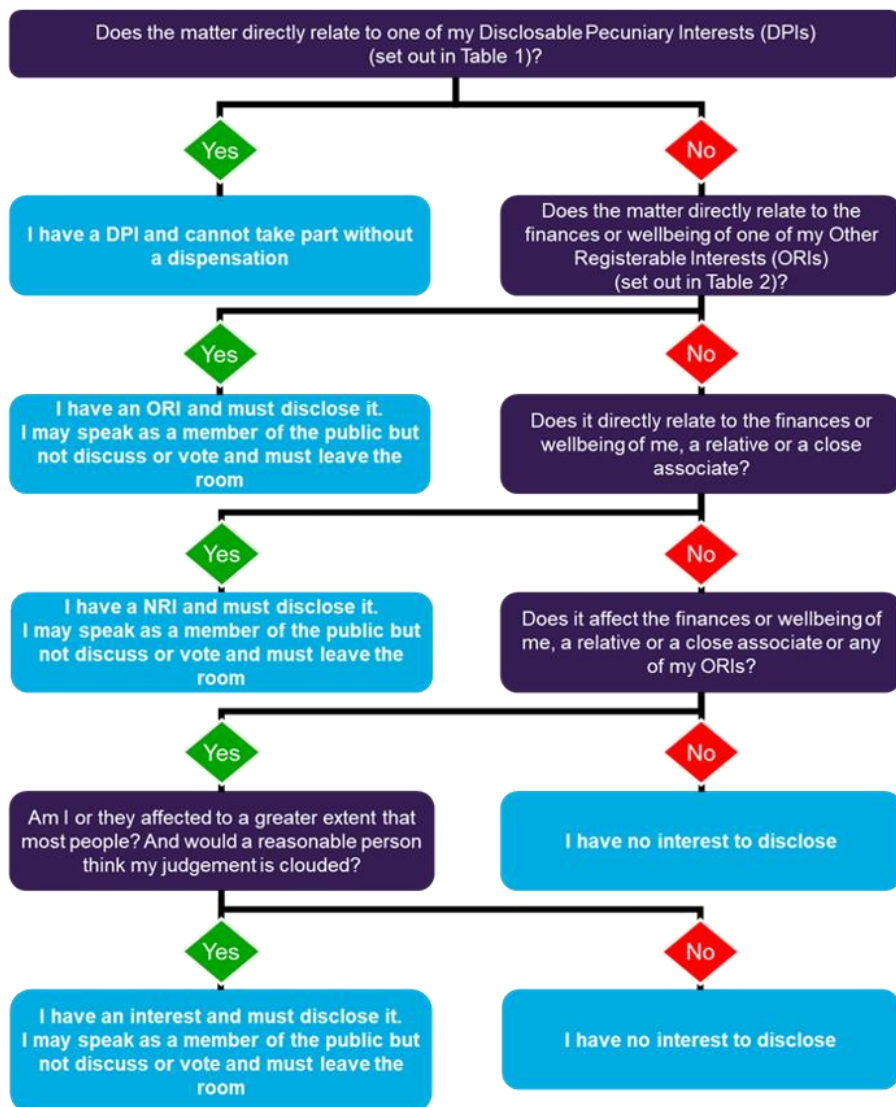 Does the matter directly relate to one of my Disclosable Pecuniary Interests (DPIs)
(set out in Table 1)?
Yes
No
I have a DPI and cannot take part without
a dispensation
Does the matter directly relate to the
finances or wellbeing of one of my Other
Registerable Interests (ORIs)
(set out in Table 2)?
Yes
No
I have an ORI and must disclose it.
I may speak as a member of the public but
not discuss or vote and must leave the
room
Does it directly relate to the finances or
wellbeing of me, a relative or a close
associate?
Yes
No
I have a NRI and must disclose it.
I may speak as a member of the public but
not discuss or vote and must leave the
room
Does it affect the finances or wellbeing of
me, a relative or a close associate or any
of my ORIs?
Yes
No
Am I or they affected to a greater extent that
most people? And would a reasonable person
think my judgement is clouded?
I have no interest to disclose
Yes
No
I have an interest and must disclose it.
I may speak as a member of the public but
not discuss or vote and must leave the
room
I have no interest to disclose